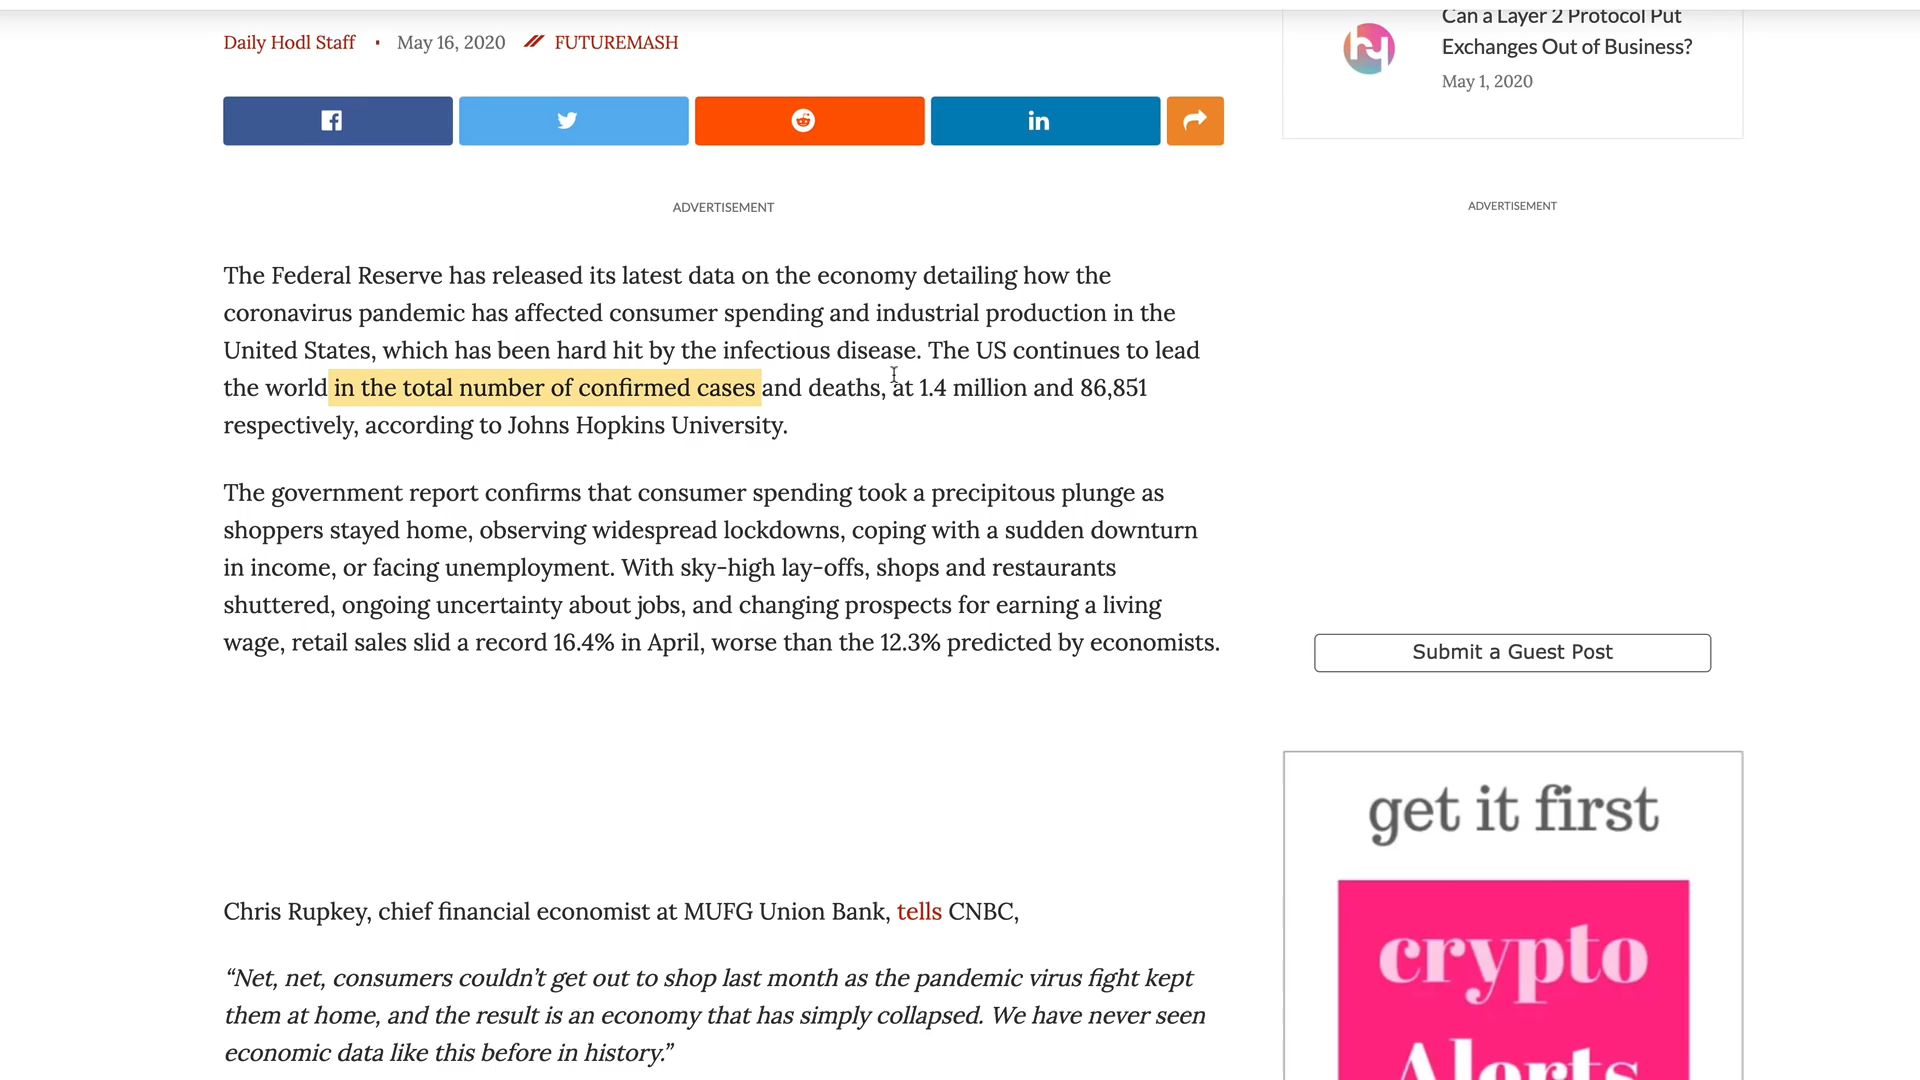 Daily Hodl Staff · May 16, 2020 FUTUREMASH
ADVERTISEMENT
The Federal Reserve has released its latest data on the economy detailing how the
coronavirus pandemic has affected consumer spending and industrial production in the
United States, which has been hard hit by the infectious disease. The US continues to lead
the world in the total number of confirmed cases and deaths, at 1.4 million and 86,851
respectively, according to Johns Hopkins University.
The government report confirms that consumer spending took a precipitous plunge as
shoppers stayed home, observing widespread lockdowns, coping with a sudden downturn
in income, or facing unemployment. With sky-high lay-offs, shops and restaurants
shuttered, ongoing uncertainty about jobs, and changing prospects for earning a living
wage, retail sales slid a record 16.4% in April, worse than the 12.3% predicted by economists.
Chris Rupkey, chief financial economist at MUFG Union Bank, tells CNBC,
“Net, net, consumers couldn’t get out to shop last month as the pandemic virus fight kept
them at home, and the result is an economy that has simply collapsed. We have never seen
economic data like this before in history.”
Can a Layer 2 Protocol Put
Exchanges Out of Business?
May 1, 2020
ADVERTISEMENT
Submit a Guest Post
get it first
crypto
Alerts